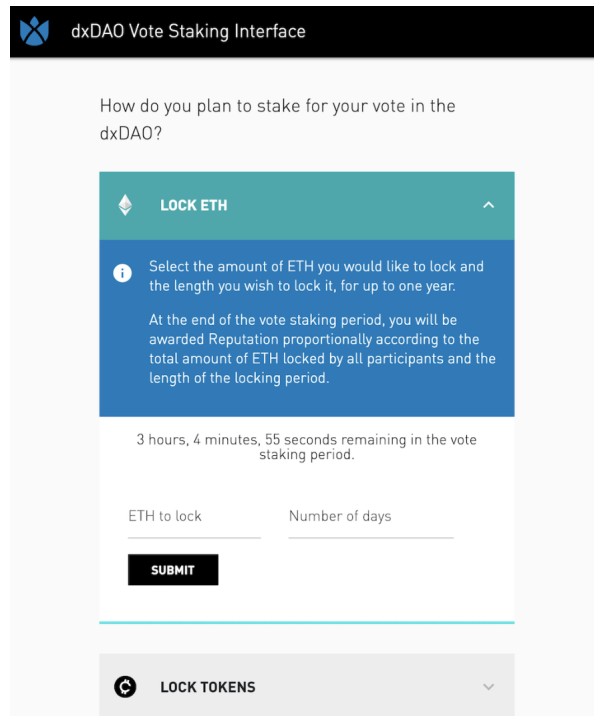 dxDAO Vote Staking Interface
How do you plan to stake for your vote in the
dxDAO?
LOCK ETH
Select the amount of ETH you would like to lock and
the length you wish to lock it, for up to one year.
At the end of the vote staking period, you will be
awarded Reputation proportionally according to the
total amount of ETH locked by all participants and the
length of the locking period.
3 hours, 4 minutes, 55 seconds remaining in the vote
staking period.
ETH to lock Number of days
SUBMIT
LOCK TOKENS